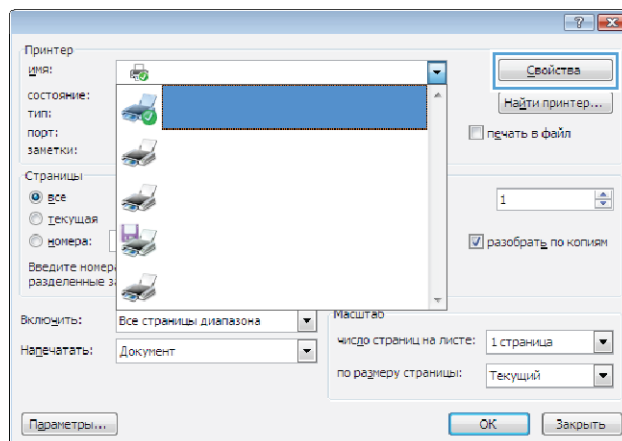 Принтер
имя:
Свойства
состояние:
Найти принтер...
тип:
порт:
печать в файл
заметки:
Страницы
все
1
текущая
номера:
разобрать по копиям
Введите
разделенные
Включить: Все страницы диапазона
Масштаб
число страниц на листе: 1 страница
Напечатать: Документ
по размеру страницы: Текущий
Параметры...
ОК
Закрыть